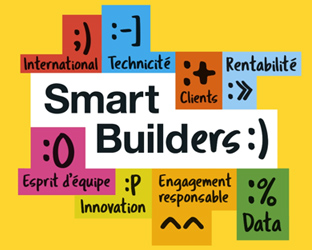 ;) :-] :+ :»
International Technicité Clients Rentabilité
Smart
Builders:)
:O :P ^^ :%
Esprit d'équipe Innovation Engagement
responsable Data